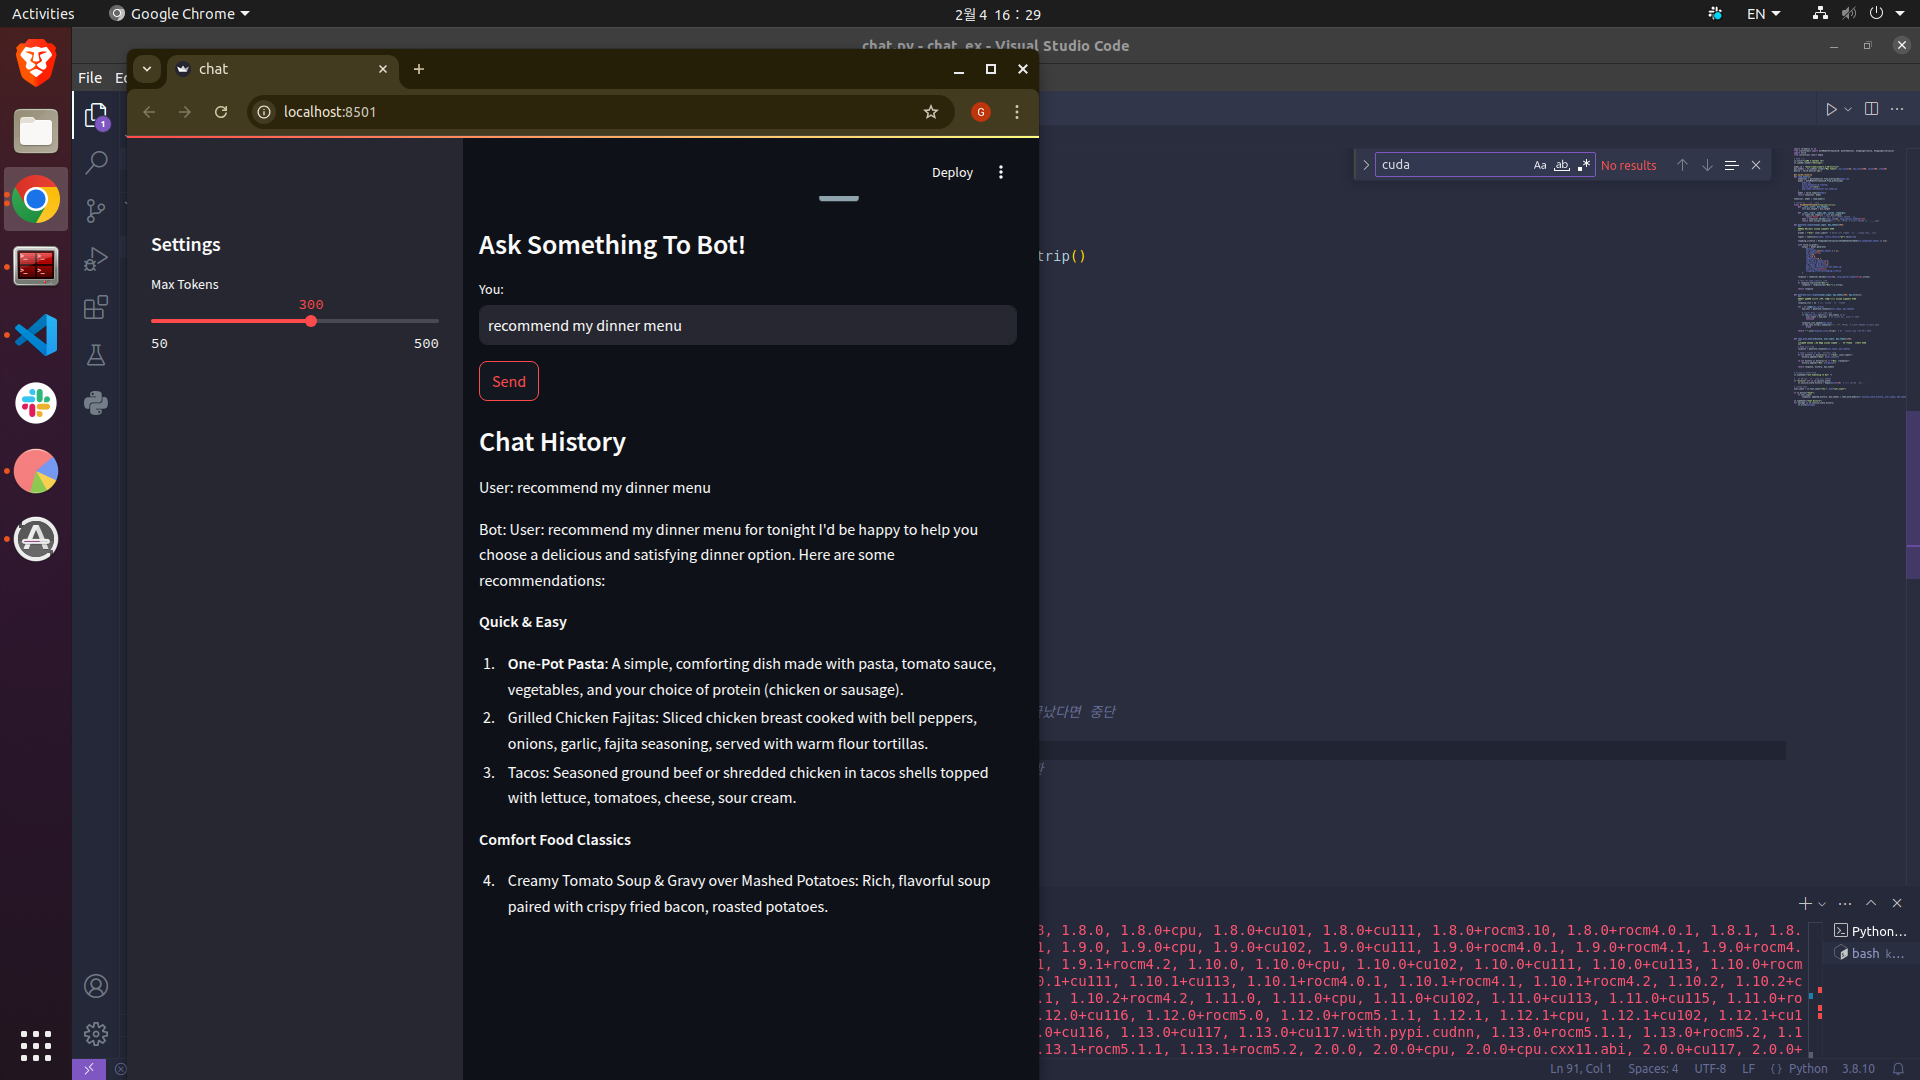 Activities
Google Chrome
2월 4 16 : 29
EN
chat.py - chat_ex - Visual Studio Code
File
chat
localhost:8501
G
1
cuda
Aa
ab
No results
Deploy
Settings
Max Tokens
300
50
500
Ask Something To Bot!
You:
recommend my dinner menu
Send
trip()
Chat History
User: recommend my dinner menu
Bot: User: recommend my dinner menu for tonight I'd be happy to help you
choose a delicious and satisfying dinner option. Here are some
recommendations:
Quick & Easy
1. One-Pot Pasta: A simple, comforting dish made with pasta, tomato sauce,
vegetables, and your choice of protein (chicken or sausage).
2. Grilled Chicken Fajitas: Sliced chicken breast cooked with bell peppers,
onions, garlic, fajita seasoning, served with warm flour tortillas.
3. Tacos: Seasoned ground beef or shredded chicken in tacos shells topped
with lettuce, tomatoes, cheese, sour cream.
Comfort Food Classics
4. Creamy Tomato Soup & Gravy over Mashed Potatoes: Rich, flavorful soup
paired with crispy fried bacon, roasted potatoes.
났다면 중단
Python...
bash k...
3, 1.8.0, 1.8.0+cpu, 1.8.0+cu101, 1.8.0+cu111, 1.8.0+rocm3.10, 1.8.0+rocm4.0.1, 1.8.1, 1.8.
1, 1.9.0, 1.9.0+cpu, 1.9.0+cu102, 1.9.0+cu111, 1.9.0+rocm4.0.1, 1.9.0+rocm4.1, 1.9.0+rocm4.
1, 1.9.1+rocm4.2, 1.10.0, 1.10.0+cpu, 1.10.0+cu102, 1.10.0+cu111, 1.10.0+cu113, 1.10.0+rocm
0.1+cu111, 1.10.1+cu113, 1.10.1+rocm4.0.1, 1.10.1+rocm4.1, 1.10.1+rocm4.2, 1.10.2, 1.10.2+c
.1, 1.10.2+rocm4.2, 1.11.0, 1.11.0+cpu, 1.11.0+cu102, 1.11.0+cu113, 1.11.0+cu115, 1.11.0+ro
.12.0+cu116, 1.12.0+rocm5.0, 1.12.0+rocm5.1.1, 1.12.1, 1.12.1+cpu, 1.12.1+cu102, 1.12.1+cu1
.0+cu116, 1.13.0+cu117, 1.13.0+cu117.with.pypi.cudnn, 1.13.0+rocm5.1.1, 1.13.0+rocm5.2, 1.1
.13.1+rocm5.1.1, 1.13.1+rocm5.2, 2.0.0, 2.0.0+cpu, 2.0.0+cpu.cxx11.abi, 2.0.0+cu117, 2.0.0+
Ln 91, Col 1
Spaces: 4
UTF-8
LF
{ } Python
3.8.10